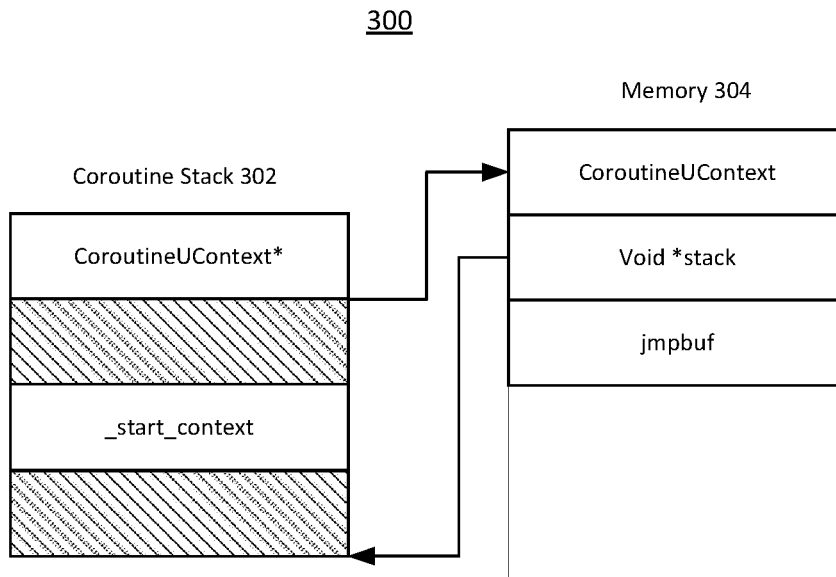 300
Memory 304
CoroutineUContext
Coroutine Stack 302
CoroutineUContext*
Void *stack
jmpbuf
_start_context